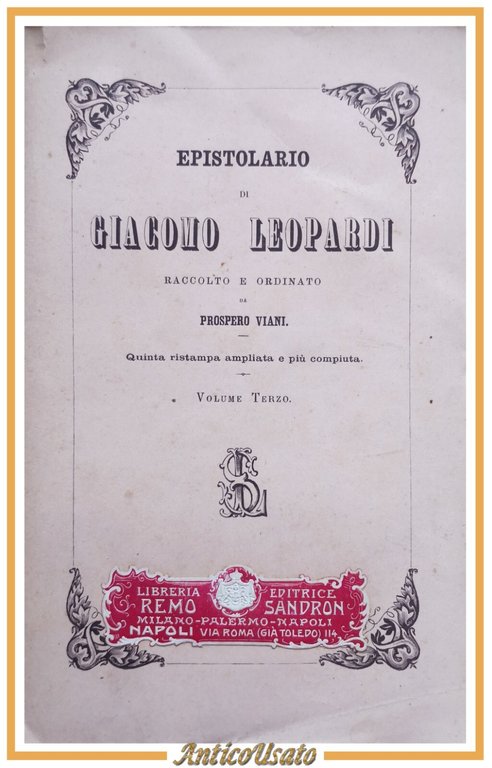 EPISTOLARIO
DI
GIACOMO LEOPARDI
RACCOLTO E ORDINATO
DA
PROSPERO VIANI.
Quinta ristampa ampliata e più compiuta.
VOLUME TERZO.
LIBRERIA EDITRICE
REMO SANDRON
MILANO-PALERMO-NAPOLI
NAPOLI VIA ROMA (GIÀ TOLEDO) 114
AnticoUsato